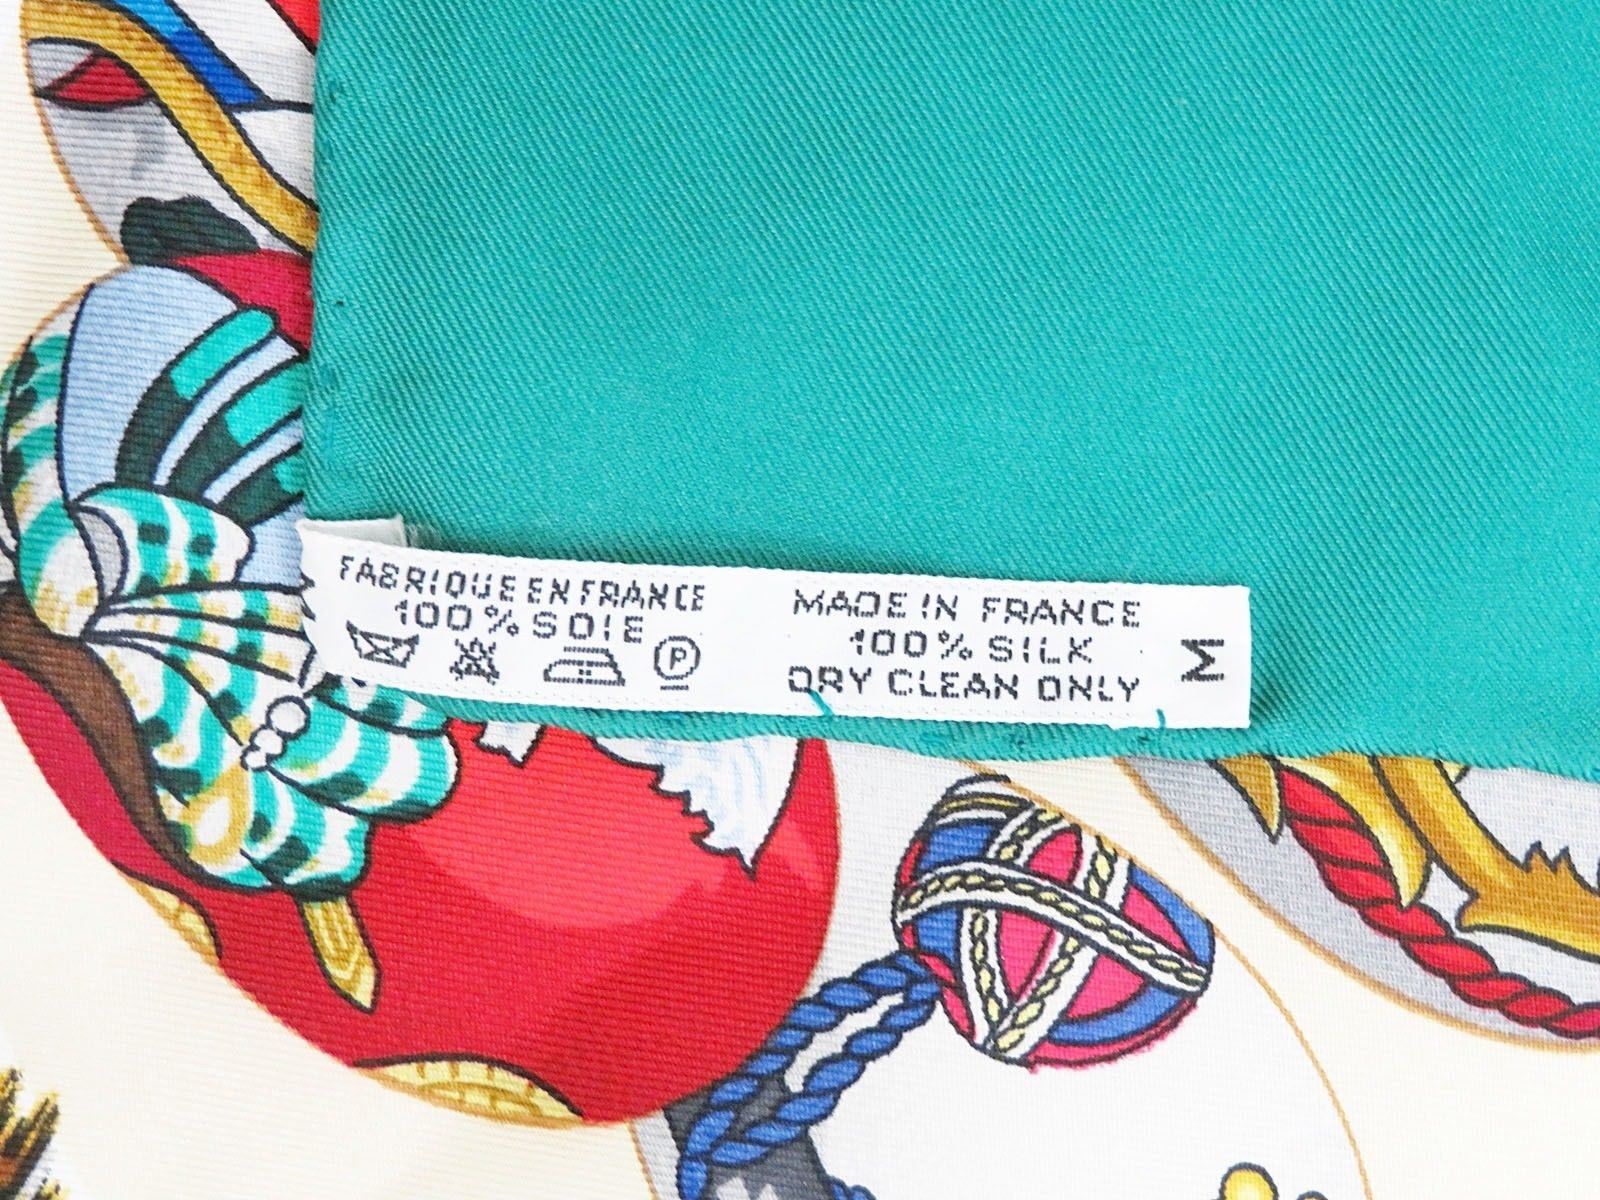 FABRIQUE EN FRANCE
100% SOIE
P
MADE IN FRANCE
100% SILK
DRY CLEAN ONLY
M